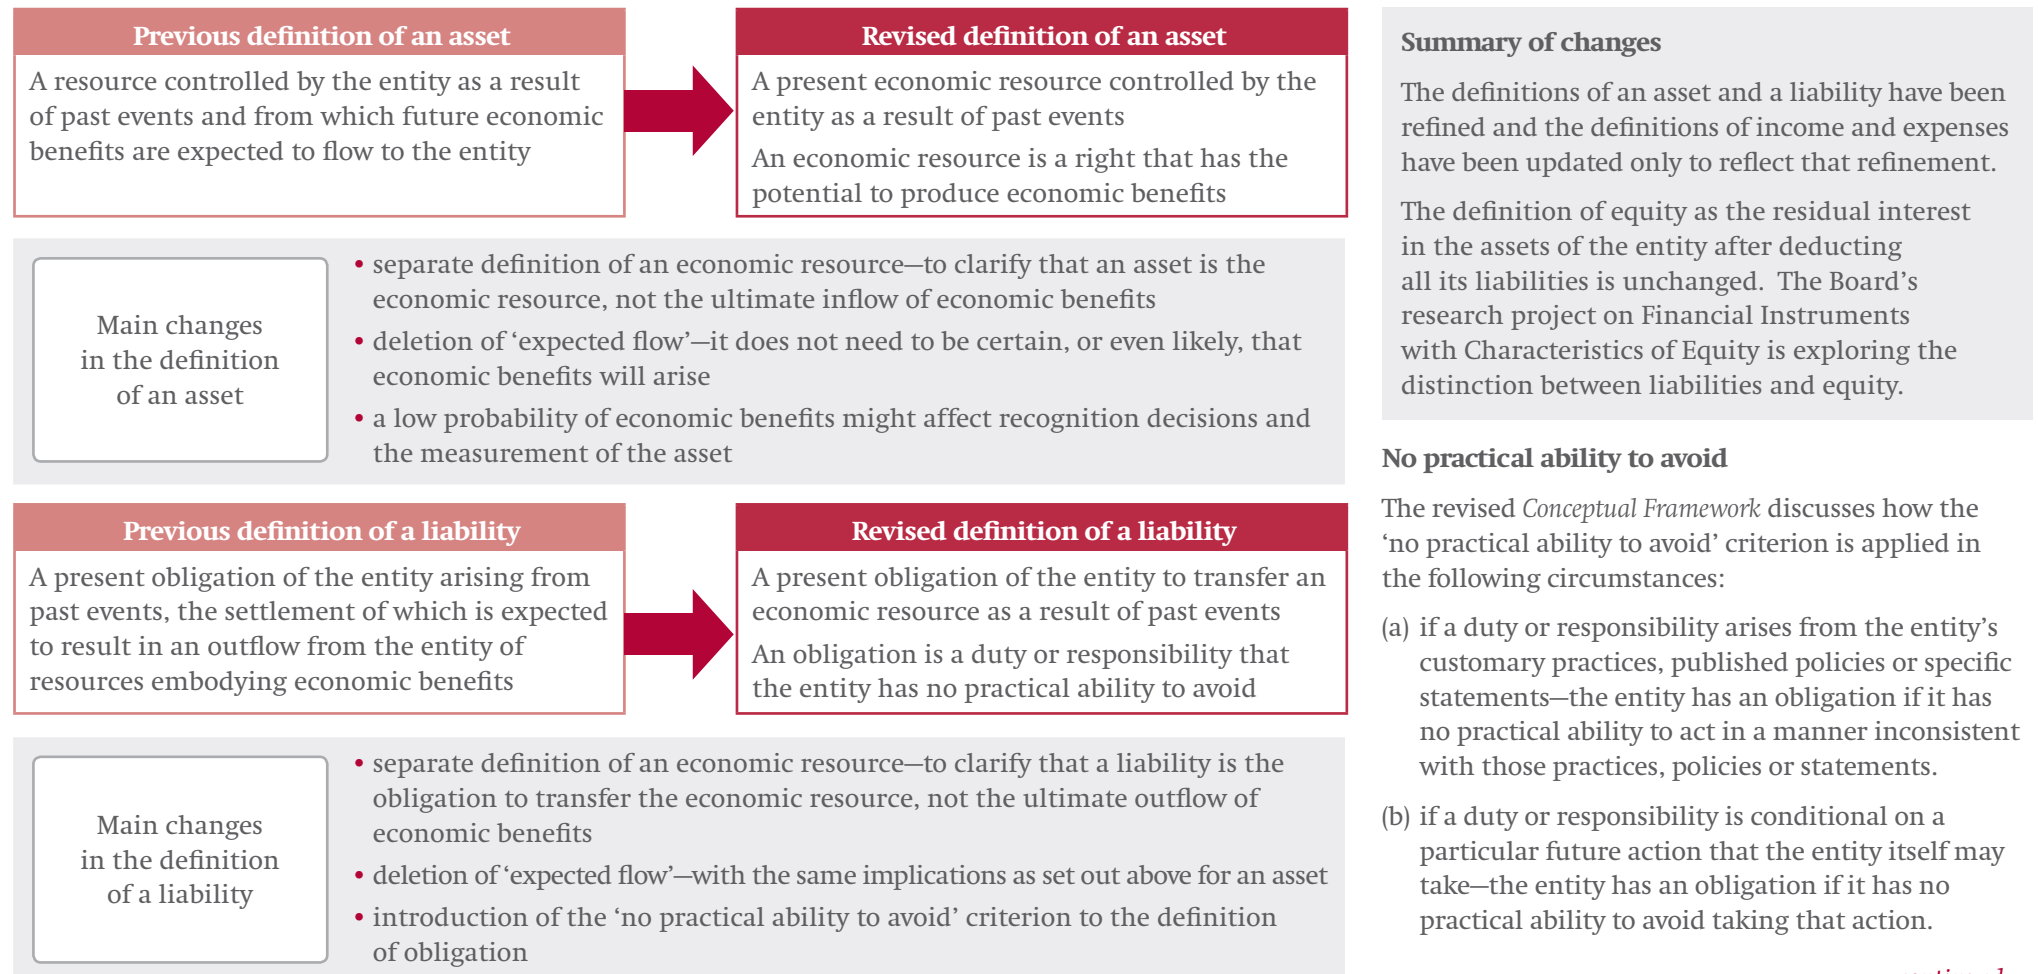 Previous definition of an asset
A resource controlled by the entity as a result
of past events and from which future economic
benefits are expected to flow to the entity
Revised definition of an asset
A present economic resource controlled by the
entity as a result of past events
An economic resource is a right that has the
potential to produce economic benefits
Main changes
in the definition
of an asset
• separate definition of an economic resource—to clarify that an asset is the
economic resource, not the ultimate inflow of economic benefits
• deletion of ‘expected flow’—it does not need to be certain, or even likely, that
economic benefits will arise
• a low probability of economic benefits might affect recognition decisions and
the measurement of the asset
Previous definition of a liability
A present obligation of the entity arising from
past events, the settlement of which is expected
to result in an outflow from the entity of
resources embodying economic benefits
Revised definition of a liability
A present obligation of the entity to transfer an
economic resource as a result of past events
An obligation is a duty or responsibility that
the entity has no practical ability to avoid
Main changes
in the definition
of a liability
• separate definition of an economic resource—to clarify that a liability is the
obligation to transfer the economic resource, not the ultimate outflow of
economic benefits
• deletion of ‘expected flow’—with the same implications as set out above for an asset
• introduction of the ‘no practical ability to avoid’ criterion to the definition
of obligation
Summary of changes
The definitions of an asset and a liability have been
refined and the definitions of income and expenses
have been updated only to reflect that refinement.
The definition of equity as the residual interest
in the assets of the entity after deducting
all its liabilities is unchanged. The Board’s
research project on Financial Instruments
with Characteristics of Equity is exploring the
distinction between liabilities and equity.
No practical ability to avoid
The revised Conceptual Framework discusses how the
‘no practical ability to avoid’ criterion is applied in
the following circumstances:
(a) if a duty or responsibility arises from the entity’s
customary practices, published policies or specific
statements—the entity has an obligation if it has
no practical ability to act in a manner inconsistent
with those practices, policies or statements.
(b) if a duty or responsibility is conditional on a
particular future action that the entity itself may
take—the entity has an obligation if it has no
practical ability to avoid taking that action.